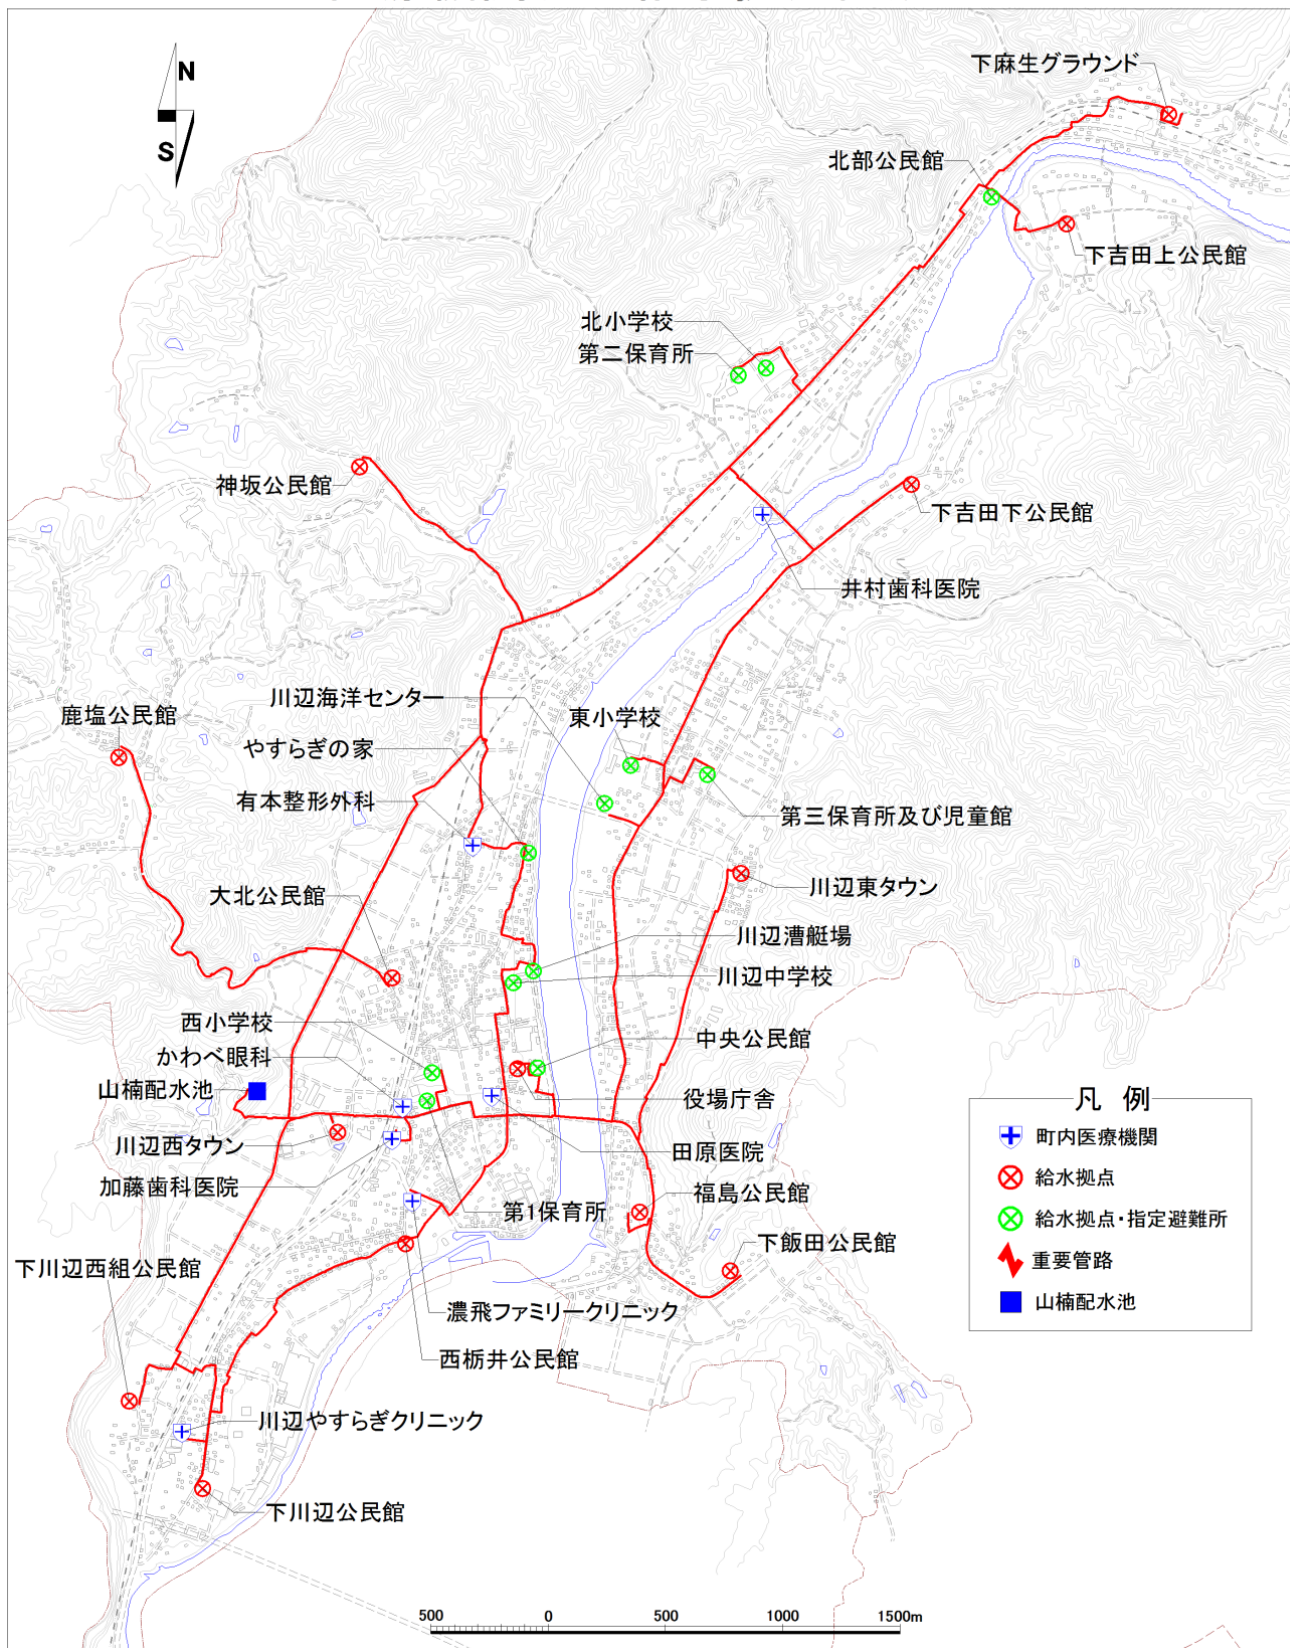 N
S
下麻生グラウンド
北部公民館
下吉田上公民館
北小学校
第二保育所
神坂公民館
下吉田下公民館
井村歯科医院
川辺海洋センター
鹿塩公民館
東小学校
やすらぎの家
有本整形外科
第三保育所及び児童館
大北公民館
川辺東タウン
川辺漕艇場
川辺中学校
西小学校
中央公民館
かわべ眼科
山楠配水池
役場庁舎
川辺西タウン
田原医院
加藤歯科医院
福島公民館
第1保育所
下飯田公民館
下川辺西組公民館
濃飛ファミリークリニック
西栃井公民館
川辺やすらぎクリニック
下川辺公民館
凡 例
町内医療機関
給水拠点
給水拠点・指定避難所
重要管路
山楠配水池
500 0 500 1000 1500m